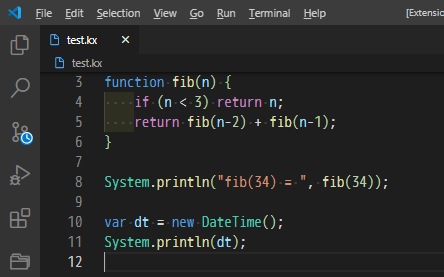 File Edit Selection View Go Run Terminal Help [Extensio
test.kx
test.kx
3 function fib(n) {
4     if (n < 3) return n;
5     return fib(n-2) + fib(n-1);
6 }
7
8 System.println("fib(34) = ", fib(34));
9
10 var dt = new DateTime();
11 System.println(dt);
12